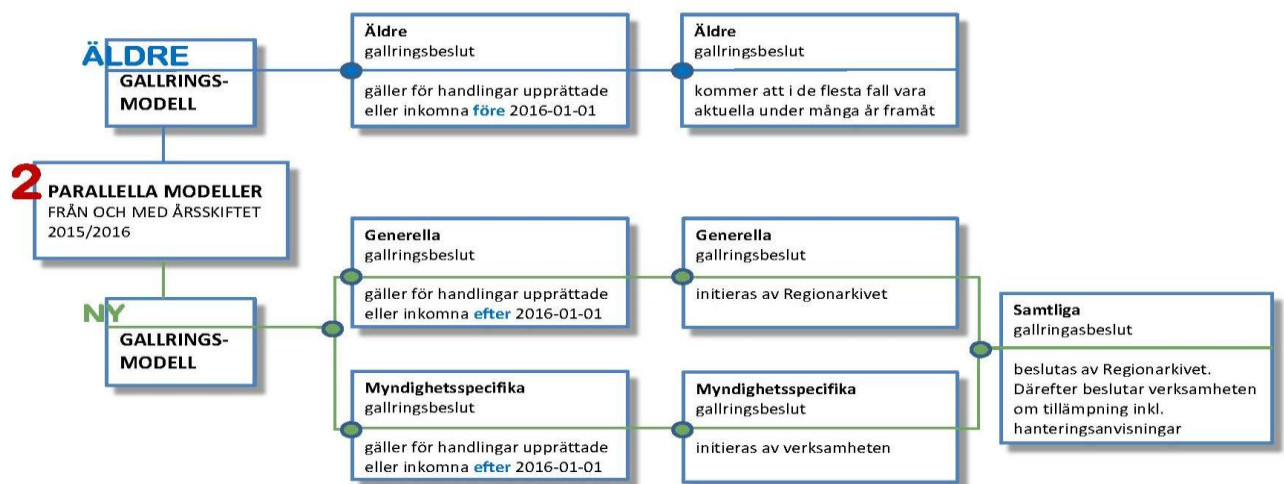 ÄLDRE
GALLRINGS-
MODELL
Äldre
gallringsbeslut
gäller för handlingar upprättade
eller inkomna före 2016-01-01
Äldre
gallringsbeslut
kommer att i de flesta fall vara
aktuella under många år framåt
2
PARALLELLA MODELLER
FRÅN OCH MED ÅRSSKIFTET
2015/2016
NY
GALLRINGS-
MODELL
Generella
gallringsbeslut
gäller för handlingar upprättade
eller inkomna efter 2016-01-01
Generella
gallringsbeslut
initieras av Regionarkivet
Myndighetsspecifika
gallringsbeslut
gäller för handlingar upprättade
eller inkomna efter 2016-01-01
Myndighetsspecifika
gallringsbeslut
initieras av verksamheten
Samtliga
gallringasbeslut
beslutas av Regionarkivet.
Därefter beslutar verksamheten
om tillämpning inkl.
hanteringsanvisningar